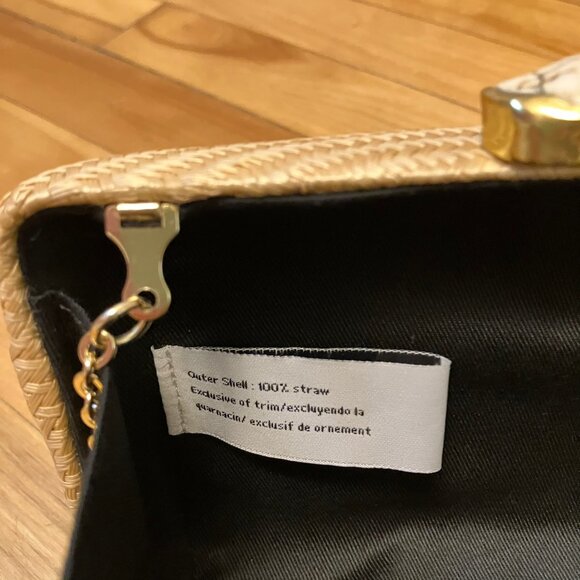 Outer Shell : 100% straw
Exclusive of trim/excluyendo la
guarnacin/ exclusif de ornement